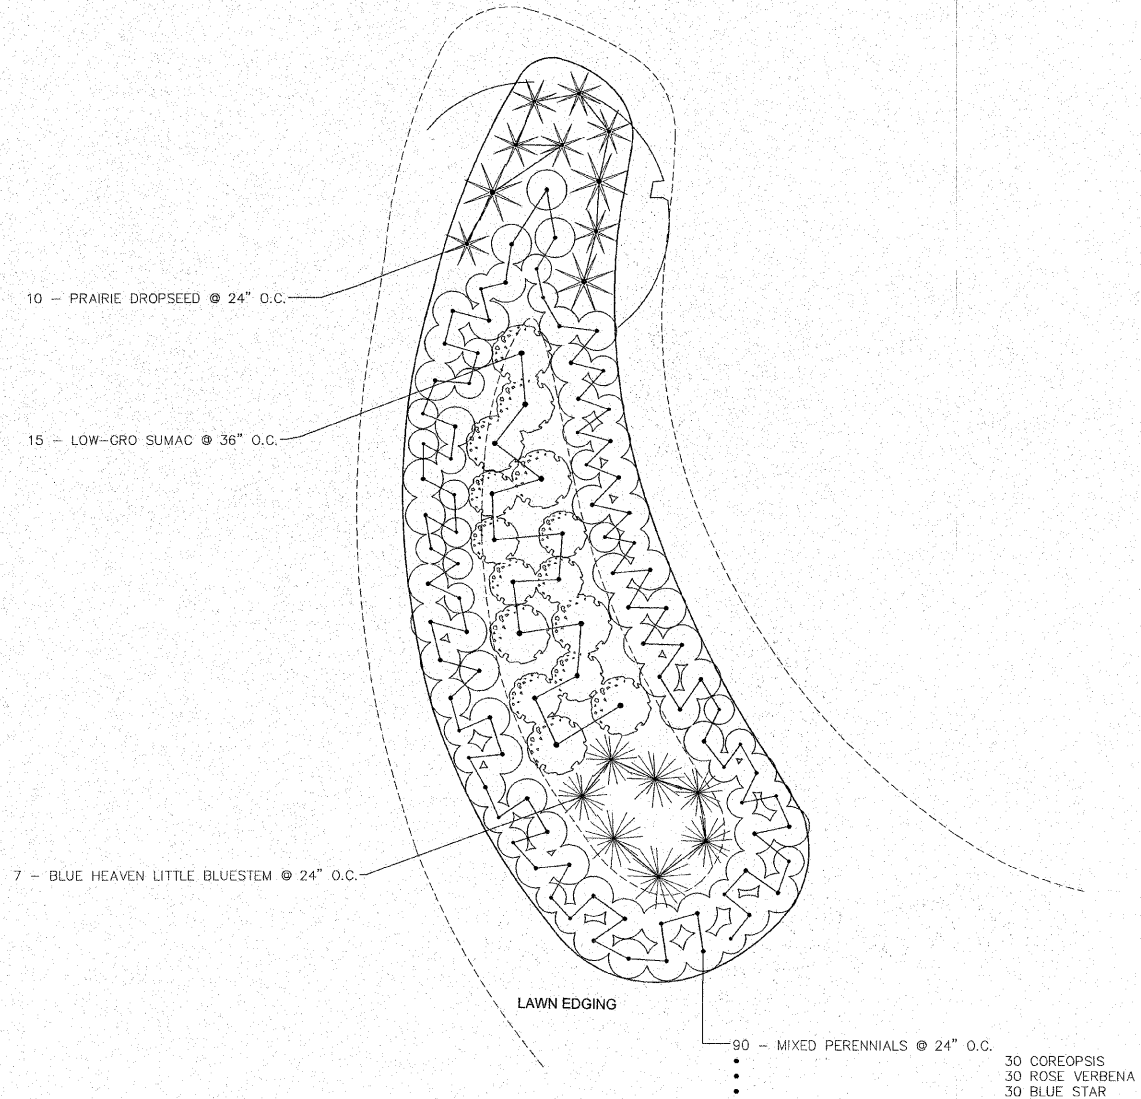 10 – PRAIRIE DROPSEED @ 24" O.C.
15 – LOW-GRO SUMAC @ 36" O.C.
7 – BLUE HEAVEN LITTLE BLUESTEM @ 24" O.C.
LAWN EDGING
90 – MIXED PERENNIALS @ 24" O.C.
• 30 COREOPSIS
• 30 ROSE VERBENA
• 30 BLUE STAR